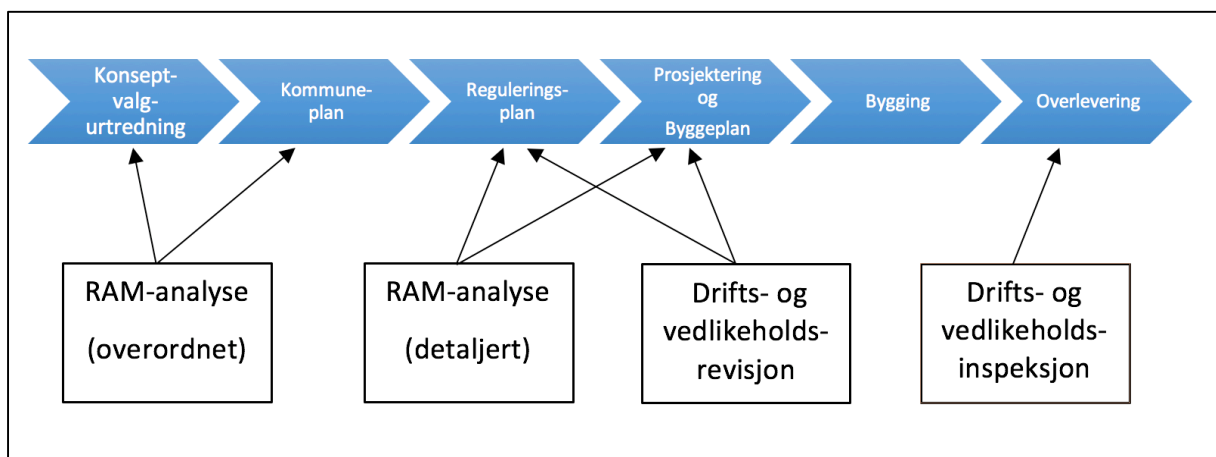 Konsept-
valg-
urtredning
Kommune-
plan
Regulerings-
plan
Prosjektering
og
Byggeplan
Bygging
Overlevering
RAM-analyse
(overordnet)
RAM-analyse
(detaljert)
Drifts- og
vedlikeholds-
revisjon
Drifts- og
vedlikeholds-
inspeksjon